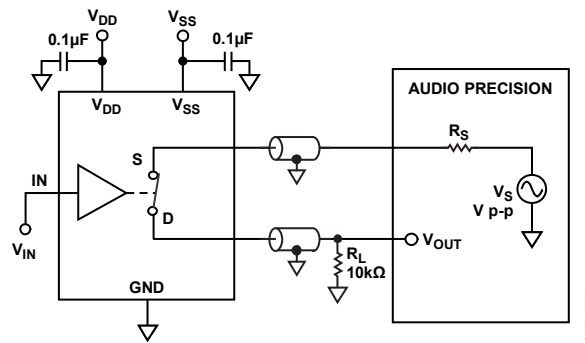 VDD
VSS
0.1µF
0.1µF
VDD
VSS
AUDIO PRECISION
RS
S
IN
VS
V p-p
D
VIN
VOUT
RL
10kΩ
GND